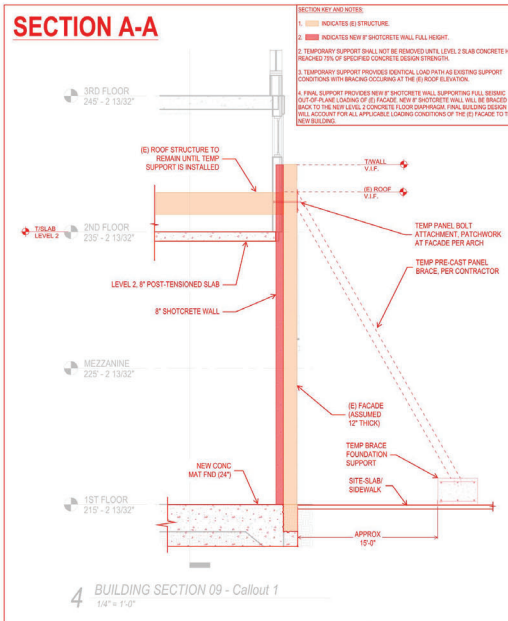 SECTION A-A
SECTION KEY AND NOTES:
1. INDICATES (E) STRUCTURE.
2. INDICATES NEW 8" SHOTCRETE WALL FULL HEIGHT.
2. TEMPORARY SUPPORT SHALL NOT BE REMOVED UNTIL LEVEL 2 SLAB CONCRETE H
REACHED 75% OF SPECIFIED CONCRETE DESIGN STRENGTH.
3. TEMPORARY SUPPORT PROVIDES IDENTICAL LOAD PATH AS EXISTING SUPPORT
CONDITIONS WITH BRACING OCCURING AT THE (E) ROOF ELEVATION.
4. FINAL SUPPORT PROVIDES NEW 8" SHOTCRETE WALL SUPPORTING FULL SEISMIC
OUT-OF-PLANE LOADING OF (E) FACADE. NEW 8" SHOTCRETE WALL WILL BE BRACED
BACK TO THE NEW LEVEL 2 CONCRETE FLOOR DIAPHRAGM. FINAL BUILDING DESIGN
WILL ACCOUNT FOR ALL APPLICABLE LOADING CONDITIONS OF THE (E) FACADE TO T
NEW BUILDING.
3RD FLOOR
245' - 2 13/32"
(E) ROOF STRUCTURE TO
REMAIN UNTIL TEMP
SUPPORT IS INSTALLED
T/WALL
V.I.F.
(E) ROOF
V.I.F.
T/SLAB
LEVEL 2
2ND FLOOR
235' - 2 13/32"
TEMP PANEL BOLT
ATTACHMENT, PATCHWORK
AT FACADE PER ARCH
TEMP PRE-CAST PANEL
BRACE, PER CONTRACTOR
LEVEL 2, 8" POST-TENSIONED SLAB
8" SHOTCRETE WALL
MEZZANINE
225' - 2 13/32"
(E) FACADE
(ASSUMED
12" THICK)
TEMP BRACE
FOUNDATION
SUPPORT
NEW CONC
MAT FND (24")
SITE-SLAB/
SIDEWALK
1ST FLOOR
215' - 2 13/32"
APPROX
15'-0"
4 BUILDING SECTION 09 - Callout 1
1/4" = 1'-0"